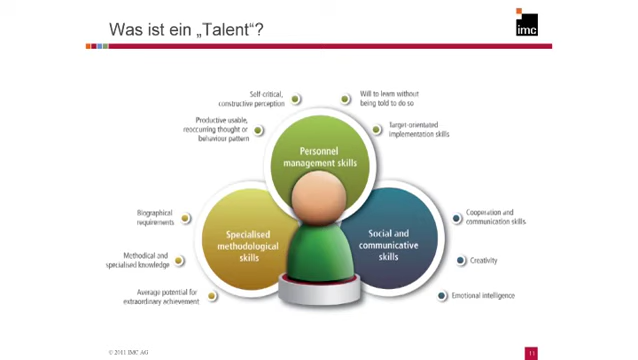 Was ist ein „Talent“?
imc
Self-critical,
constructive perception
Will to learn without
being told to do so
Productive usable,
reoccurring thought or
behaviour pattern
Target-orientated
implementation skills
Personnel
management skills
Biographical
requirements
Methodical and
specialised knowledge
Average potential for
extraordinary achievement
Specialised
methodological
skills
Social and
communicative
skills
Cooperation and
communication skills
Creativity
Emotional intelligence
© 2011 IMC AG
11